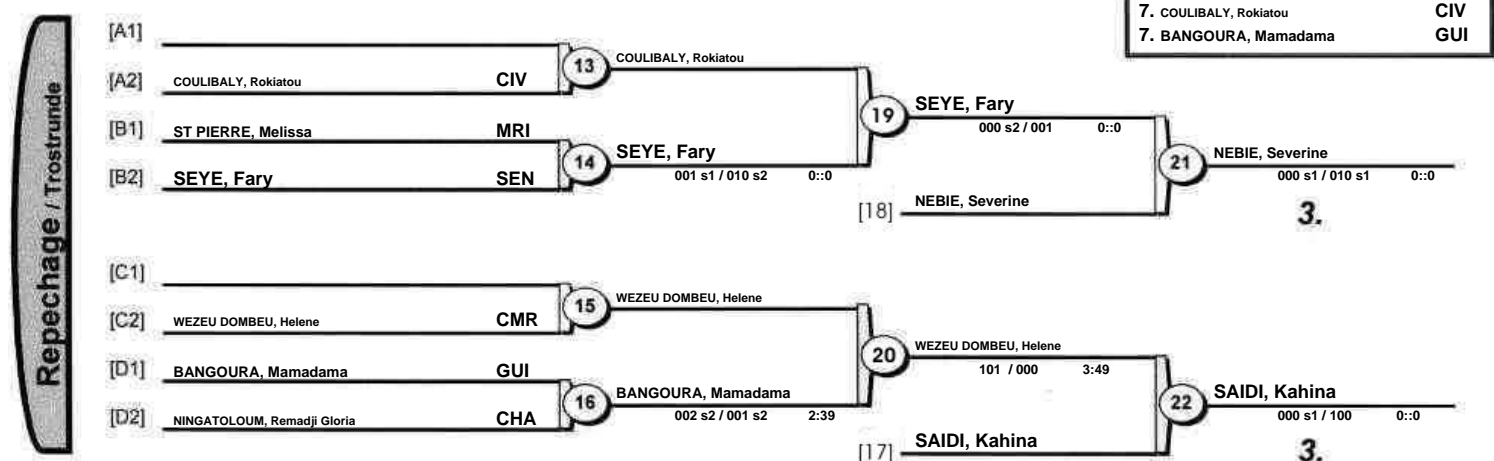 7. COULIBALY, Rokiatou CIV
7. BANGOURA, Mamadama GUI
Repechage / Trostrunde
[A1]
13 COULIBALY, Rokiatou
[A2] COULIBALY, Rokiatou CIV
19 SEYE, Fary
000 s2 / 001 0::0
[B1] ST PIERRE, Melissa MRI
14 SEYE, Fary
001 s1 / 010 s2 0::0
[B2] SEYE, Fary SEN
21 NEBIE, Severine
000 s1 / 010 s1 0::0
[18] NEBIE, Severine
3.
[C1]
15 WEZEU DOMBEU, Helene
[C2] WEZEU DOMBEU, Helene CMR
20 WEZEU DOMBEU, Helene
101 / 000 3:49
[D1] BANGOURA, Mamadama GUI
16 BANGOURA, Mamadama
002 s2 / 001 s2 2:39
[D2] NINGATOLOUM, Remadji Gloria CHA
22 SAIDI, Kahina
000 s1 / 100 0::0
[17] SAIDI, Kahina
3.